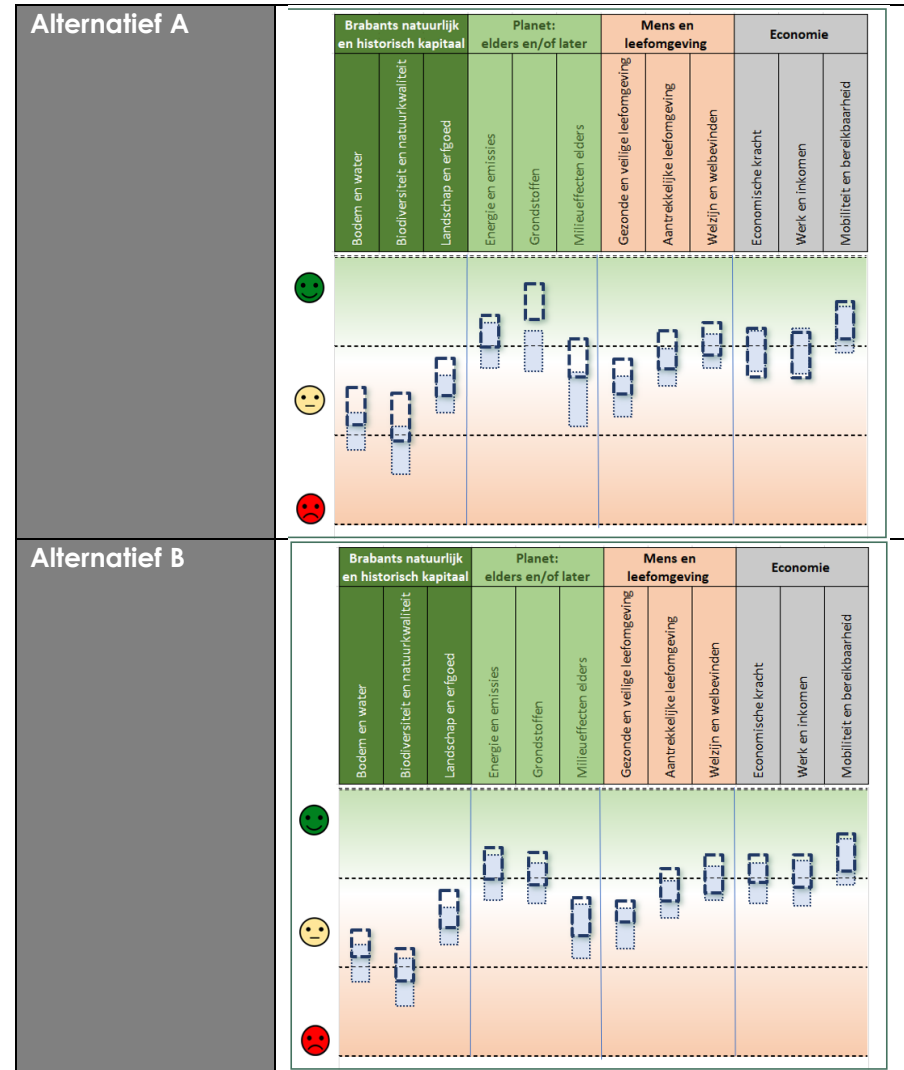 Alternatief A
Brabants natuurlijk
en historisch kapitaal
Planet:
elders en/of later
Mens en
leefomgeving
Economie
Bodem en water
Biodiversiteit en natuurkwaliteit
Landschap en erfgoed
Energie en emissies
Grondstoffen
Milieueffecten elders
Gezonde en veilige leefomgeving
Aantrekkelijke leefomgeving
Welzijn en welbevinden
Economische kracht
Werk en inkomen
Mobiliteit en bereikbaarheid
Alternatief B
Brabants natuurlijk
en historisch kapitaal
Planet:
elders en/of later
Mens en
leefomgeving
Economie
Bodem en water
Biodiversiteit en natuurkwaliteit
Landschap en erfgoed
Energie en emissies
Grondstoffen
Milieueffecten elders
Gezonde en veilige leefomgeving
Aantrekkelijke leefomgeving
Welzijn en welbevinden
Economische kracht
Werk en inkomen
Mobiliteit en bereikbaarheid